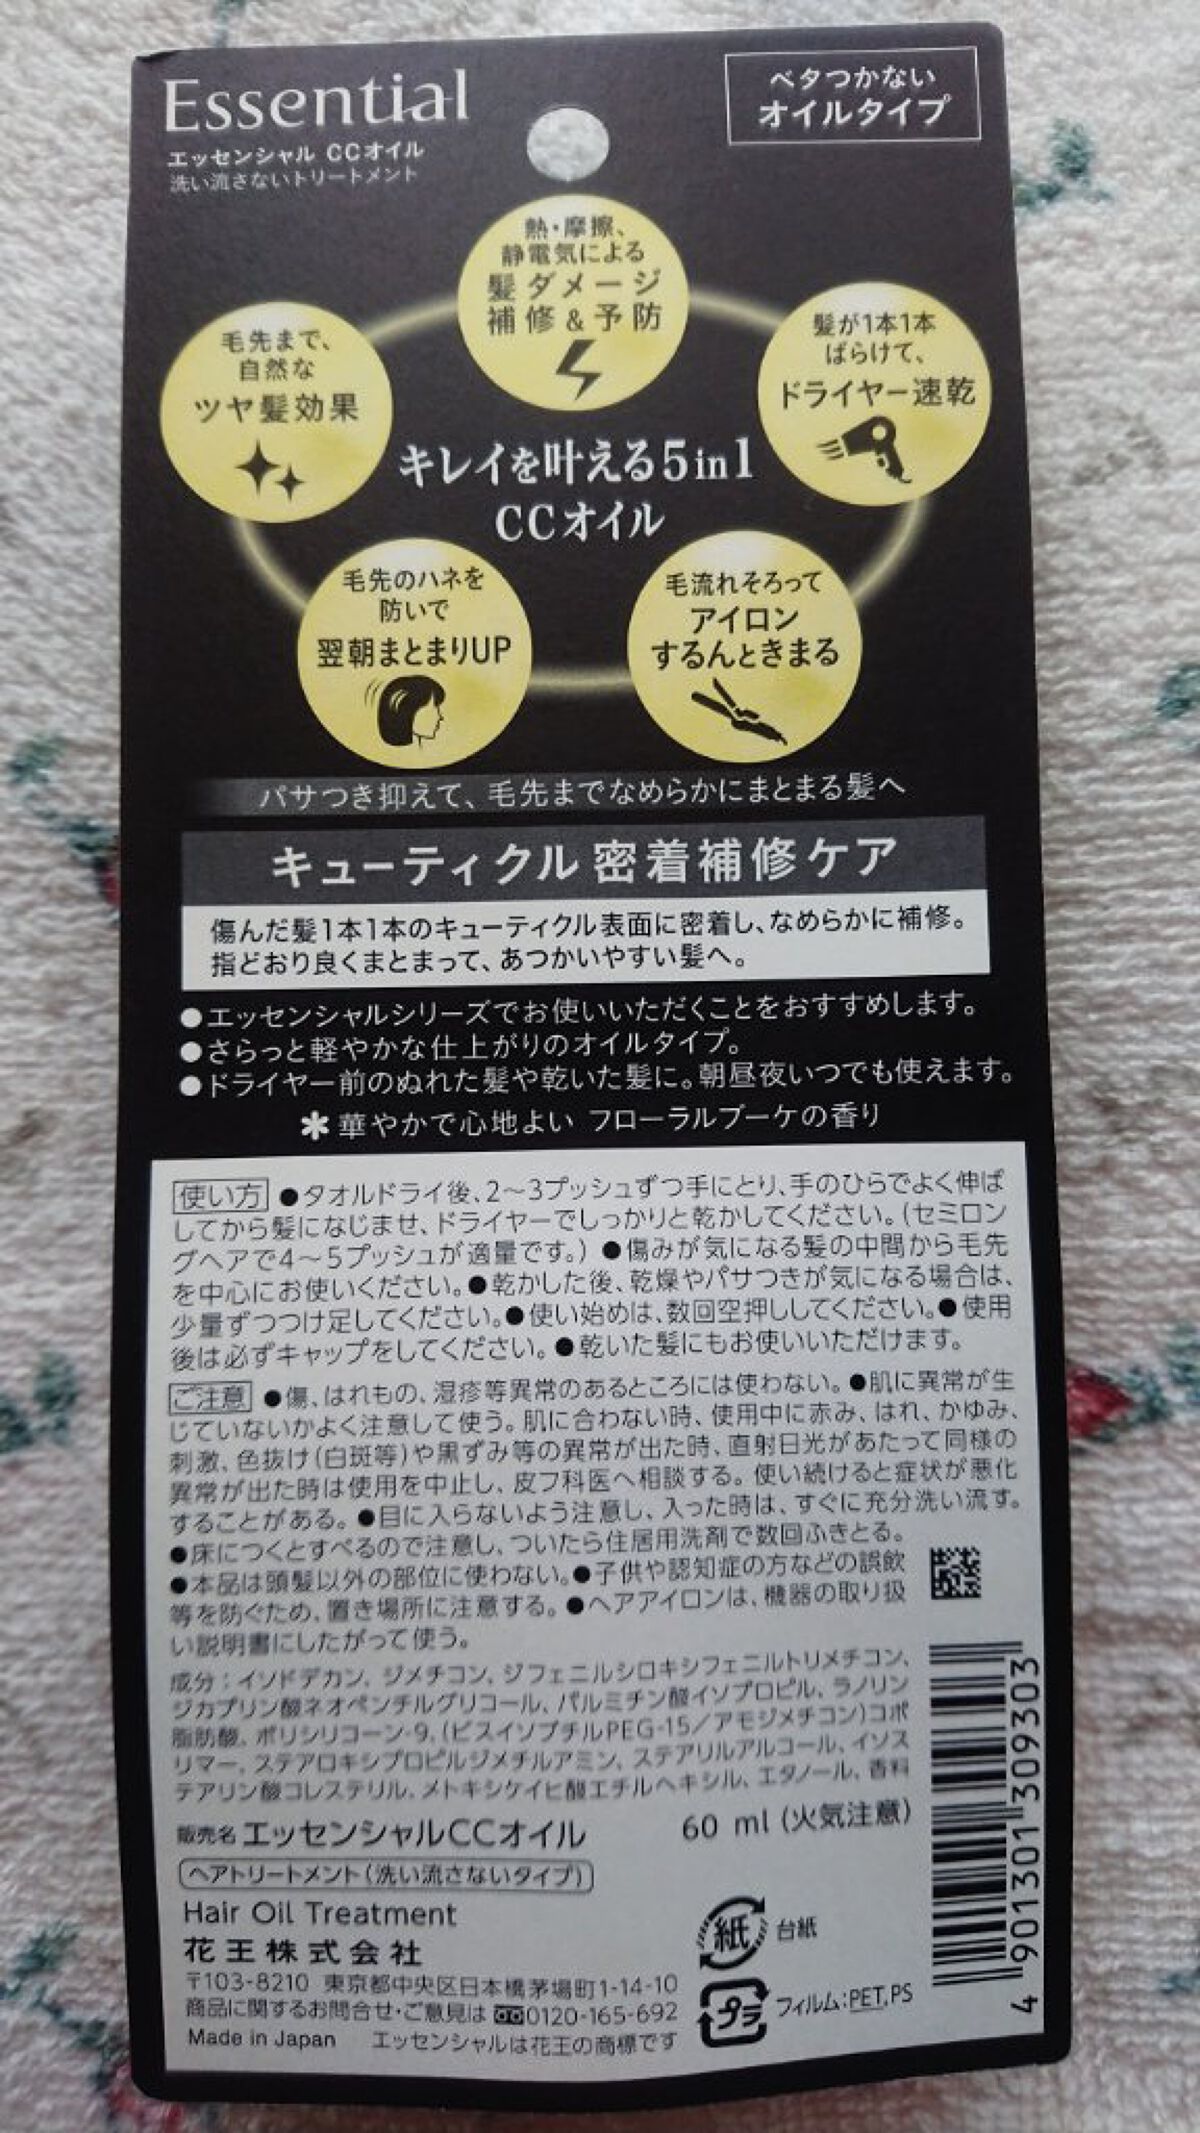 Essential
エッセンシャル CCオイル
洗い流さないトリートメント
ベタつかない
オイルタイプ
熱・摩擦、
静電気による
髪ダメージ
補修&予防
毛先まで、
自然な
ツヤ髪効果
髪が1本1本
ばらけて、
ドライヤー速乾
キレイを叶える5in1
CCオイル
毛先のハネを
防いで
翌朝まとまりUP
毛流れそろって
アイロン
するんときまる
パサつき抑えて、毛先までなめらかにまとまる髪へ
キューティクル密着補修ケア
傷んだ髪1本1本のキューティクル表面に密着し、なめらかに補修。
指どおり良くまとまって、あつかいやすい髪へ。
●エッセンシャルシリーズでお使いいただくことをおすすめします。
●さらっと軽やかな仕上がりのオイルタイプ。
●ドライヤー前のぬれた髪や乾いた髪に。朝昼夜いつでも使えます。
＊華やかで心地よい フローラルブーケの香り
使い方 ●タオルドライ後、2〜3プッシュずつ手にとり、手のひらでよく伸ば
してから髪になじませ、ドライヤーでしっかりと乾かしてください。(セミロン
グヘアで4〜5プッシュが適量です。) ●傷みが気になる髪の中間から毛先
を中心にお使いください。●乾かした後、乾燥やパサつきが気になる場合は、
少量ずつつけ足してください。●使い始めは、数回空押ししてください。●使用
後は必ずキャップをしてください。●乾いた髪にもお使いいただけます。
ご注意 ●傷、はれもの、湿疹等異常のあるところには使わない。●肌に異常が生
じていないかよく注意して使う。肌に合わない時、使用中に赤み、はれ、かゆみ、
刺激、色抜け(白斑等)や黒ずみ等の異常が出た時、直射日光があたって同様の
異常が出た時は使用を中止し、皮フ科医へ相談する。使い続けると症状が悪化
することがある。●目に入らないよう注意し、入った時は、すぐに充分洗い流す。
●床につくとすべるので注意し、ついたら住居用洗剤で数回ふきとる。
●本品は頭髪以外の部位に使わない。●子供や認知症の方などの誤飲
等を防ぐため、置き場所に注意する。●ヘアアイロンは、機器の取り扱
い説明書にしたがって使う。
成分：イソドデカン、ジメチコン、ジフェニルシロキシフェニルトリメチコン、
ジカプリン酸ネオペンチルグリコール、パルミチン酸イソプロピル、ラノリン
脂肪酸、ポリシリコーン-9、(ビスイソブチルPEG-15／アモジメチコン)コポ
リマー、ステアロキシプロピルジメチルアミン、ステアリルアルコール、イソス
テアリン酸コレステリル、メトキシケイヒ酸エチルヘキシル、エタノール、香料
販売名 エッセンシャルCCオイル
60 ml (火気注意)
ヘアトリートメント(洗い流さないタイプ)
Hair Oil Treatment
花王株式会社
〒103-8210 東京都中央区日本橋茅場町1-14-10
商品に関するお問合せ・ご意見は 0120-165-692
Made in Japan エッセンシャルは花王の商標です
紙 台紙
プラ フィルム：PET, PS
4 901301 309303